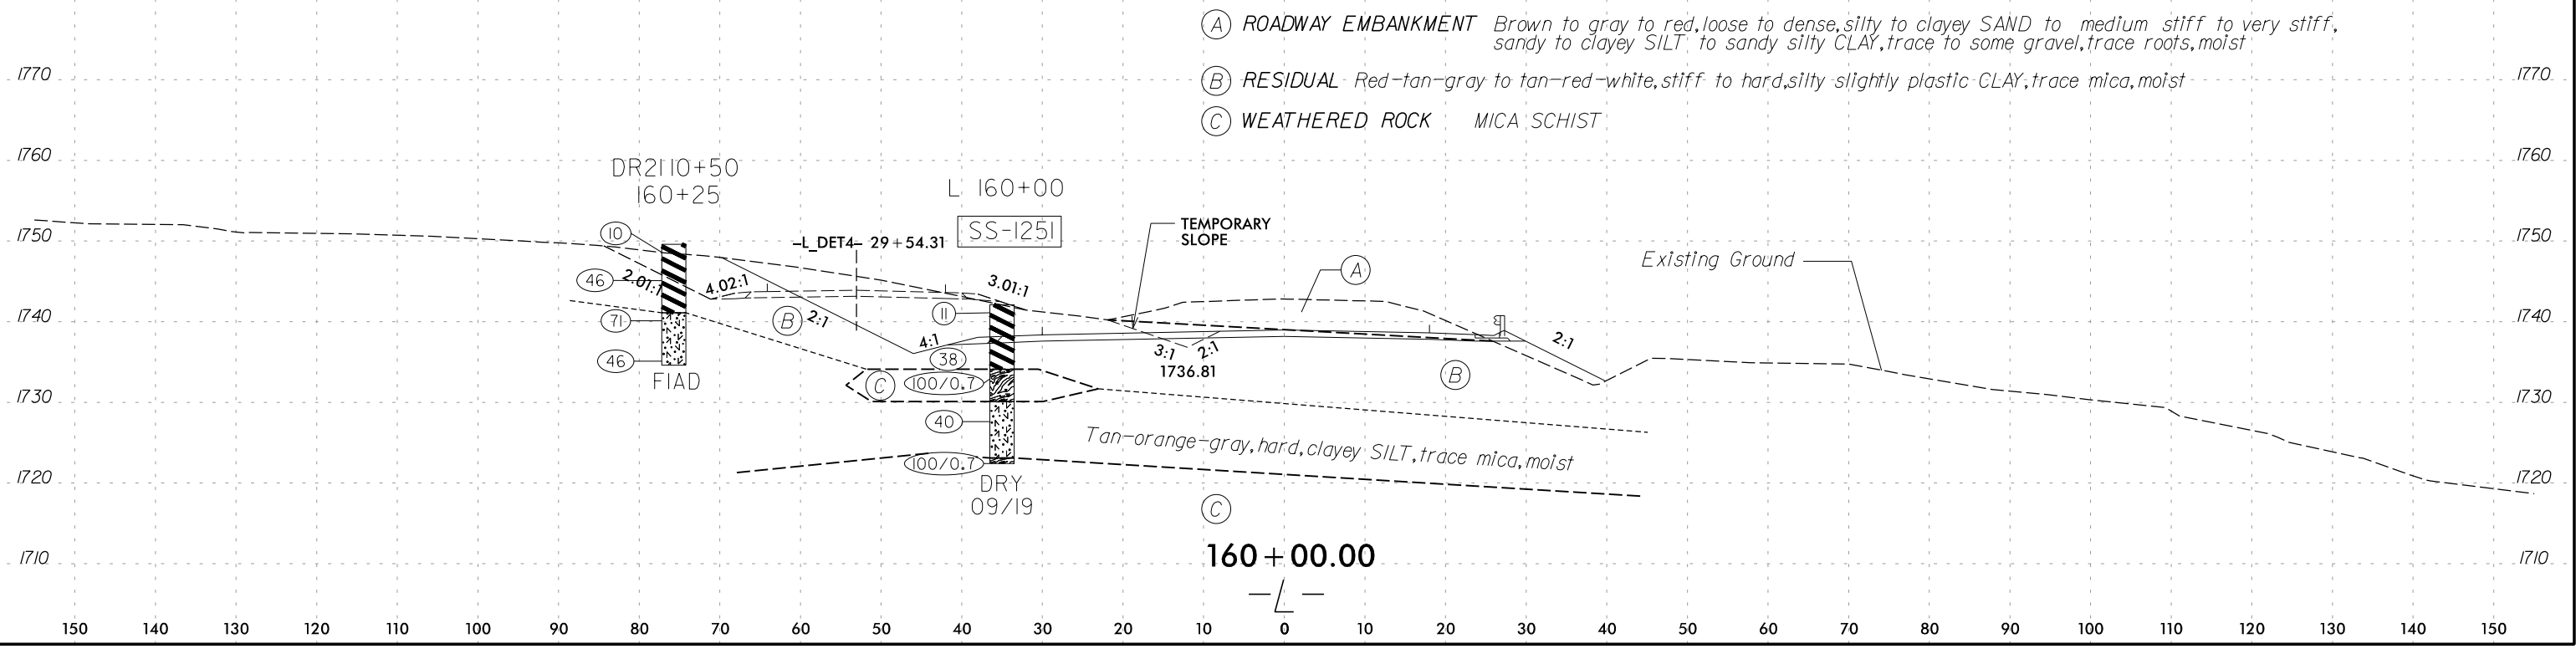 (A) ROADWAY EMBANKMENT Brown to gray to red, loose to dense, silty to clayey SAND to medium stiff to very stiff,
sandy to clayey SILT to sandy silty CLAY, trace to some gravel, trace roots, moist
(B) RESIDUAL Red-tan-gray to tan-red-white, stiff to hard, silty slightly plastic CLAY, trace mica, moist
(C) WEATHERED ROCK MICA SCHIST
1770 1770
1760 1760
DR2110+50
160+25
L 160+00
SS-1251
TEMPORARY
SLOPE
1750 1750
10
-L_DET4- 29+54.31
Existing Ground
A
46
2.01:1
4.02:1
3.01:1
1740 1740
71
B
2:1
11
4:1
38
3:1
2:1
1736.81
2:1
B
46
FIAD
C
100/0.7
1730 1730
40
Tan-orange-gray, hard, clayey SILT, trace mica, moist
100/0.7
1720 1720
DRY
09/19
C
1710 1710
160+00.00
-L-
150 140 130 120 110 100 90 80 70 60 50 40 30 20 10 0 10 20 30 40 50 60 70 80 90 100 110 120 130 140 150